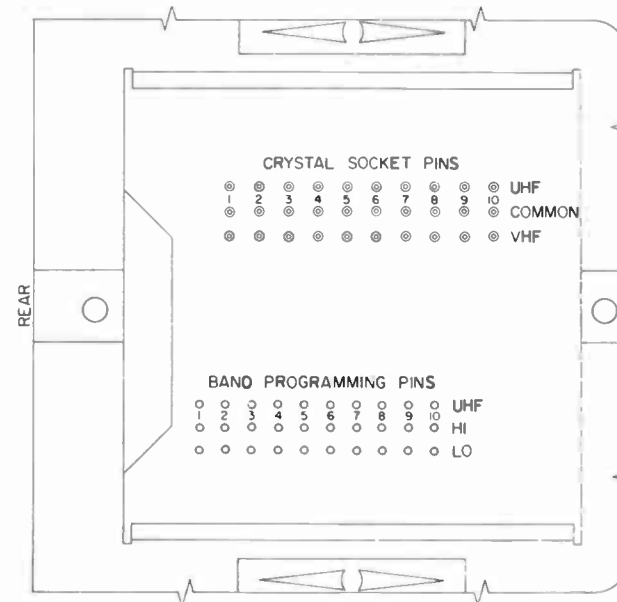 CRYSTAL SOCKET PINS
UHF
1 2 3 4 5 6 7 8 9 10
COMMON
VHF
REAR
BAND PROGRAMMING PINS
UHF
1 2 3 4 5 6 7 8 9 10
HI
LO